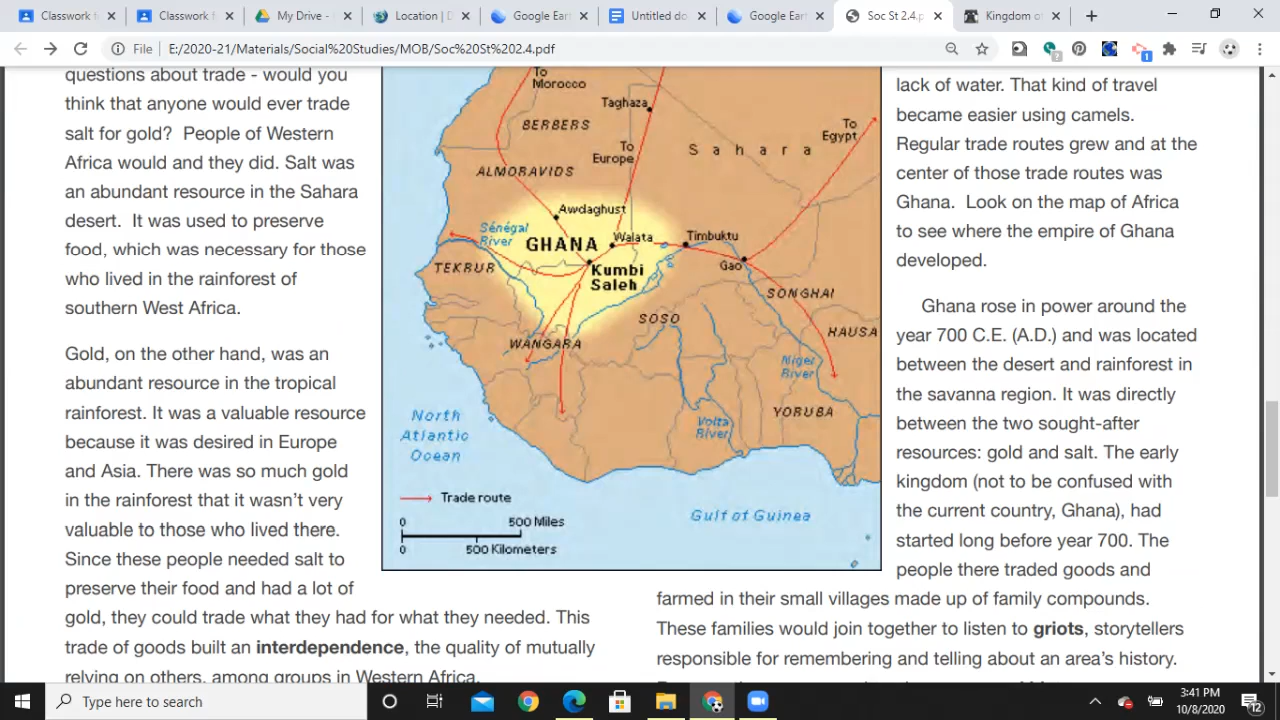 Classwork f
Classwork f
My Drive -
Location | D
Google Ear
Untitled do
Google Ear
Soc St 2.4.p
Kingdom o
File
E:/2020-21/Materials/Social%20Studies/MOB/Soc%20St%202.4.pdf
questions about trade - would you
think that anyone would ever trade
salt for gold? People of Western
Africa would and they did. Salt was
an abundant resource in the Sahara
desert. It was used to preserve
food, which was necessary for those
who lived in the rainforest of
southern West Africa.
Gold, on the other hand, was an
abundant resource in the tropical
rainforest. It was a valuable resource
because it was desired in Europe
and Asia. There was so much gold
in the rainforest that it wasn't very
valuable to those who lived there.
Since these people needed salt to
preserve their food and had a lot of
gold, they could trade what they had for what they needed. This
trade of goods built an interdependence, the quality of mutually
relying on others, among groups in Western Africa.
To
Morocco
Taghaza
BERBERS
To
Europe
Sahara
To
Egypt
ALMORAVIDS
Awdaghust
Sénégal
River
GHANA
Walata
Timbuktu
TEKRUR
Kumbi
Saleh
Gao
SONGHAI
SOSO
HAUSA
WANGARA
Niger
River
North
Atlantic
Ocean
Volta
River
YORUBA
Trade route
0
500 Miles
0
500 Kilometers
Gulf of Guinea
lack of water. That kind of travel
became easier using camels.
Regular trade routes grew and at the
center of those trade routes was
Ghana. Look on the map of Africa
to see where the empire of Ghana
developed.
Ghana rose in power around the
year 700 C.E. (A.D.) and was located
between the desert and rainforest in
the savanna region. It was directly
between the two sought-after
resources: gold and salt. The early
kingdom (not to be confused with
the current country, Ghana), had
started long before year 700. The
people there traded goods and
farmed in their small villages made up of family compounds.
These families would join together to listen to griots, storytellers
responsible for remembering and telling about an area's history.
Type here to search
3:41 PM
10/8/2020
12